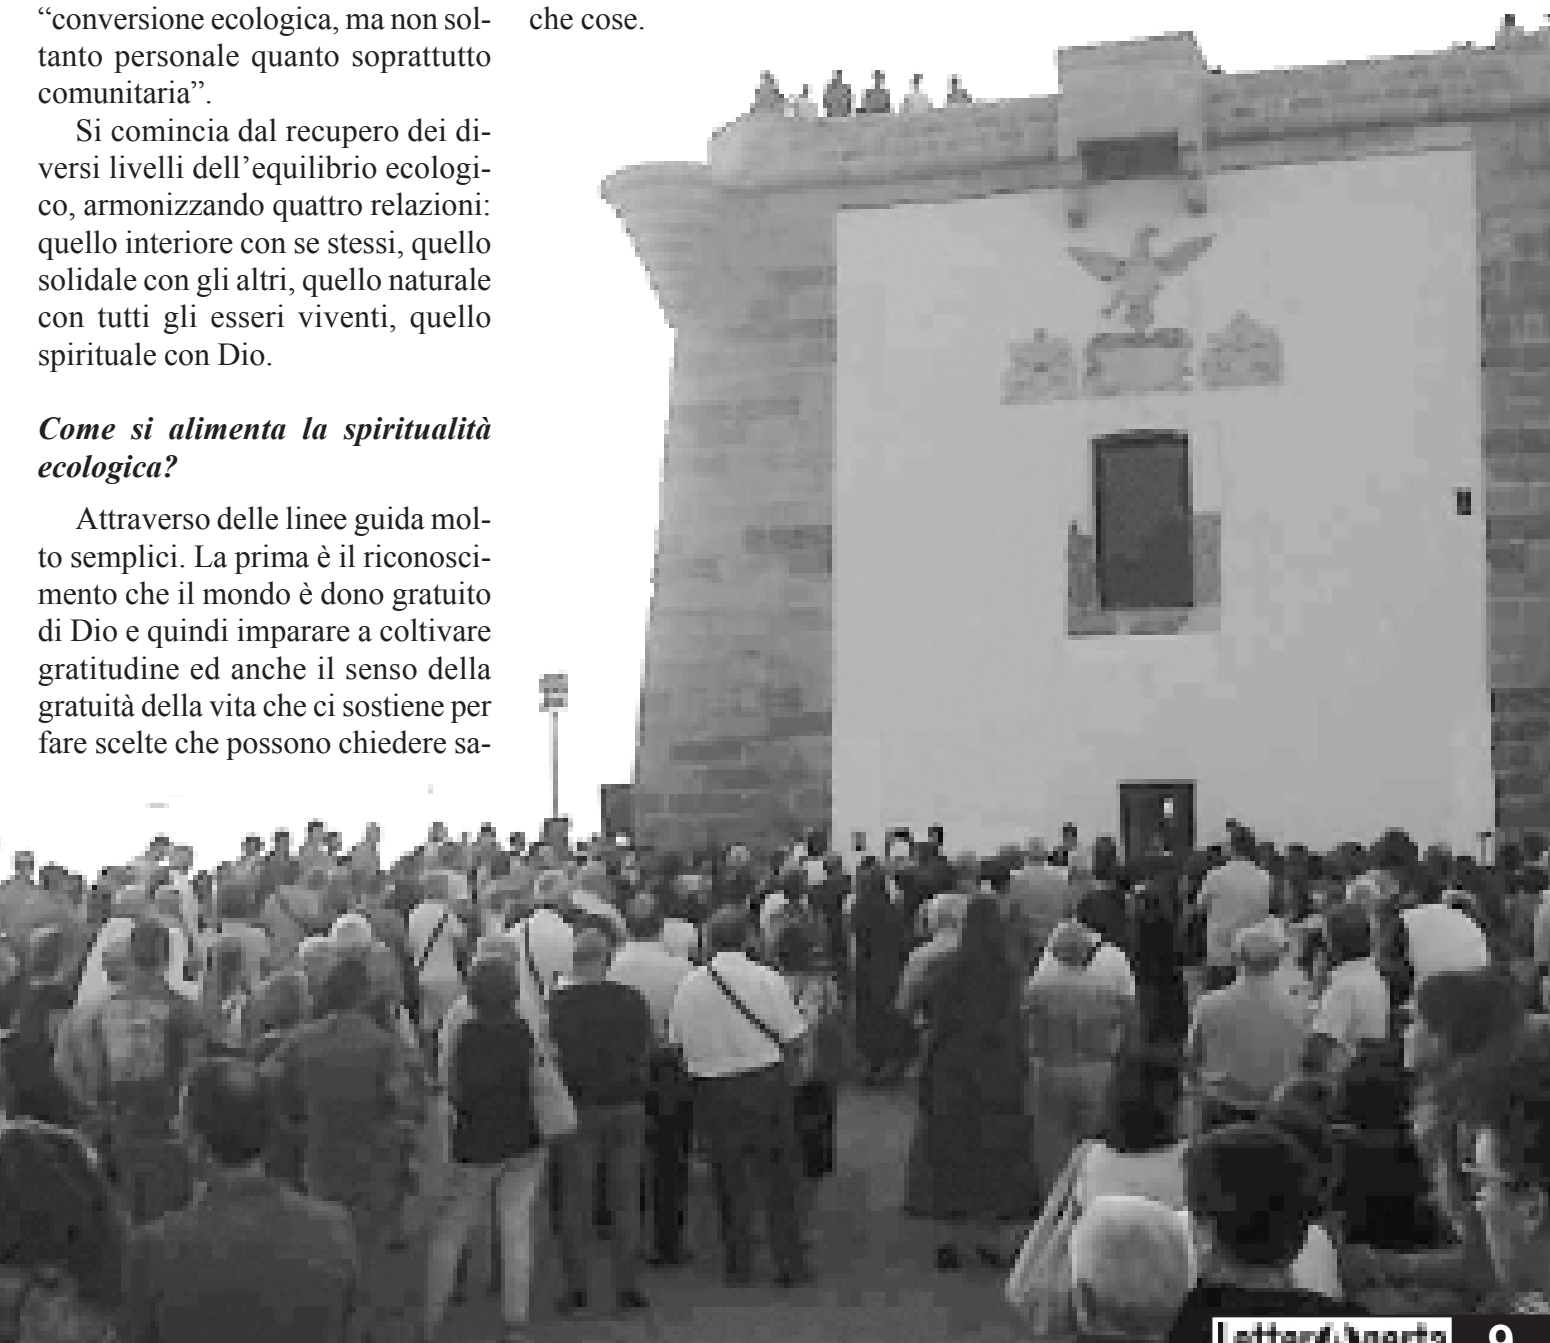 “conversione ecologica, ma non sol-
tanto personale quanto soprattutto
comunitaria”.
Si comincia dal recupero dei di-
versi livelli dell’equilibrio ecologi-
co, armonizzando quattro relazioni:
quello interiore con se stessi, quello
solidale con gli altri, quello naturale
con tutti gli esseri viventi, quello
spirituale con Dio.
Come si alimenta la spiritualità
ecologica?
Attraverso delle linee guida mol-
to semplici. La prima è il riconosci-
mento che il mondo è dono gratuito
di Dio e quindi imparare a coltivare
gratitudine ed anche il senso della
gratuità della vita che ci sostiene per
fare scelte che possono chiedere sa-
che cose.
9